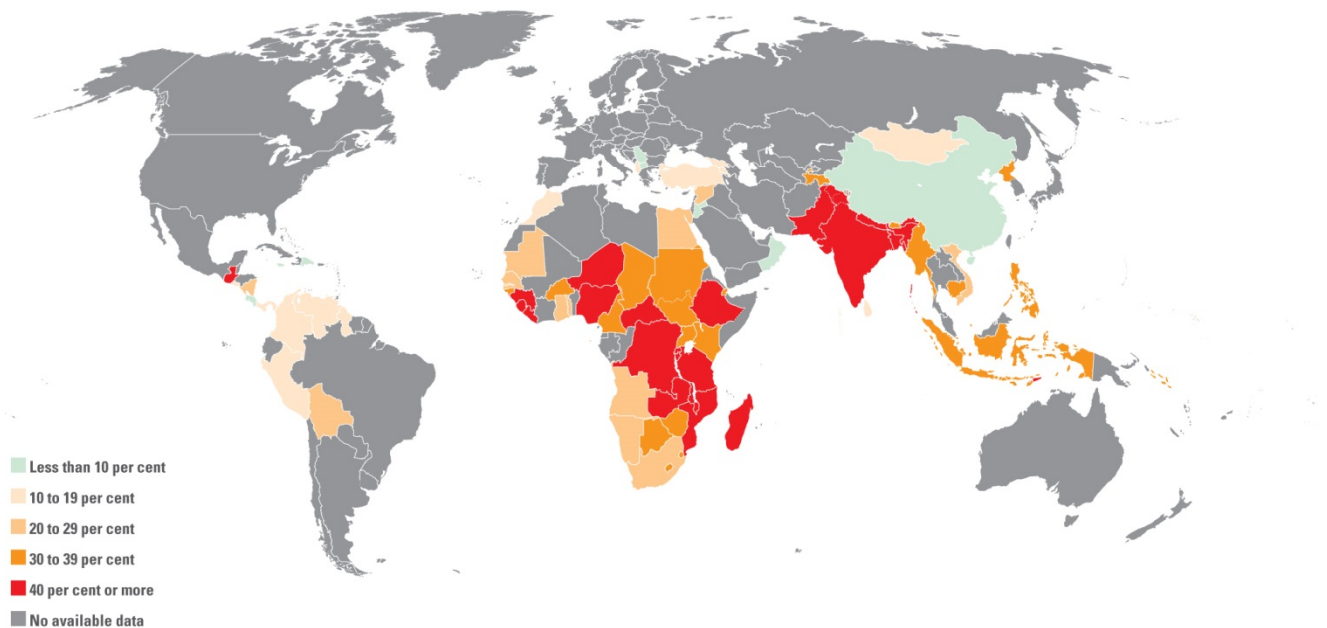 Less than 10 per cent
10 to 19 per cent
20 to 29 per cent
30 to 39 per cent
40 per cent or more
No available data